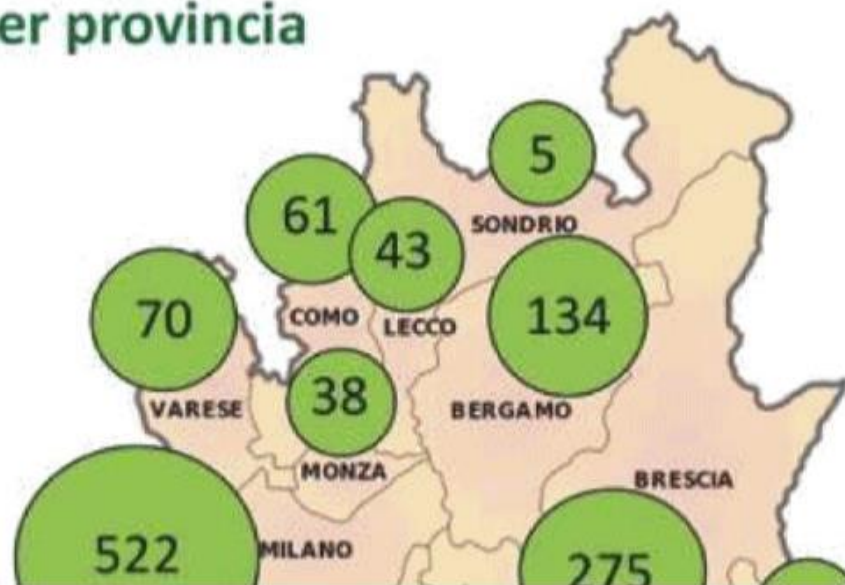 er provincia
5
61
SONDRIO
43
70
134
COMO
LECCO
38
VARESE
BERGAMO
MONZA
BRESCIA
522
MILANO
275